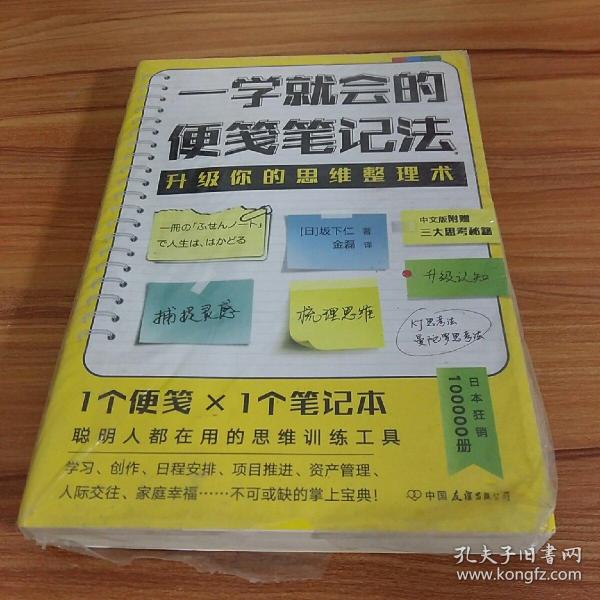 一学就会的
便笺笔记法
升级你的思维整理术
一冊の「ふせんノート」
で人生は、はかどる
[日]坂下仁 著
金磊 译
中文版附赠
三大思考秘籍
升级认知
捕捉灵感
梳理思维
KJ思考法
曼陀罗思考法
1个便笺×1个笔记本
聪明人都在用的思维训练工具
学习、创作、日程安排、项目推进、资产管理、
人际交往、家庭幸福……不可或缺的掌上宝典!
日本狂销
100000册
中国友谊出版公司
孔夫子旧书网
www.kongfz.com